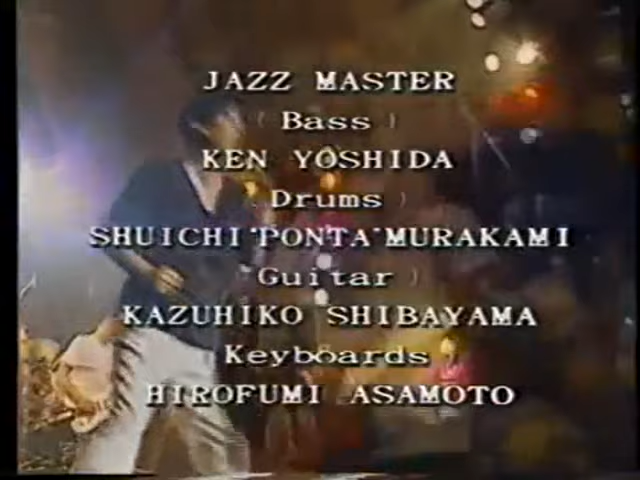 JAZZ MASTER
(Bass)
KEN YOSHIDA
(Drums)
SHUICHI"PONTA"MURAKAMI
(Guitar)
KAZUHIKO SHIBAYAMA
Keyboards
HIROFUMI ASAMOTO